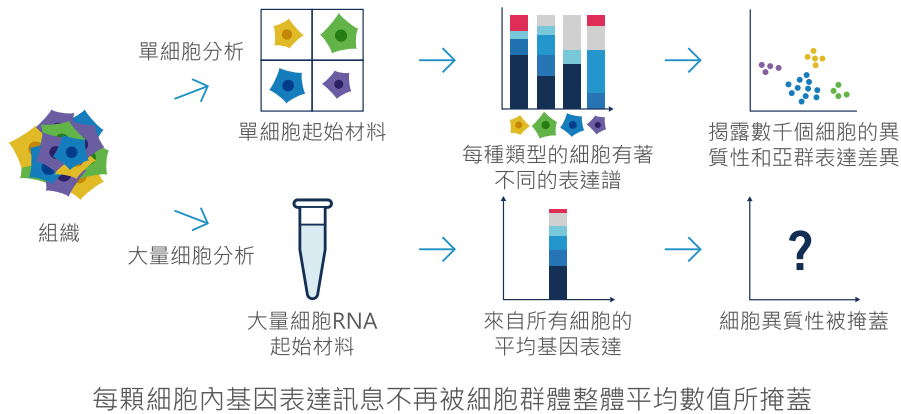 單細胞分析
單細胞起始材料
每種類型的細胞有著
不同的表達譜
揭露數千個細胞的異
質性和亞群表達差異
組織
大量细胞分析
大量細胞RNA
起始材料
來自所有細胞的
平均基因表達
?
細胞異質性被掩蓋
每顆細胞內基因表達訊息不再被細胞群體整體平均數值所掩蓋